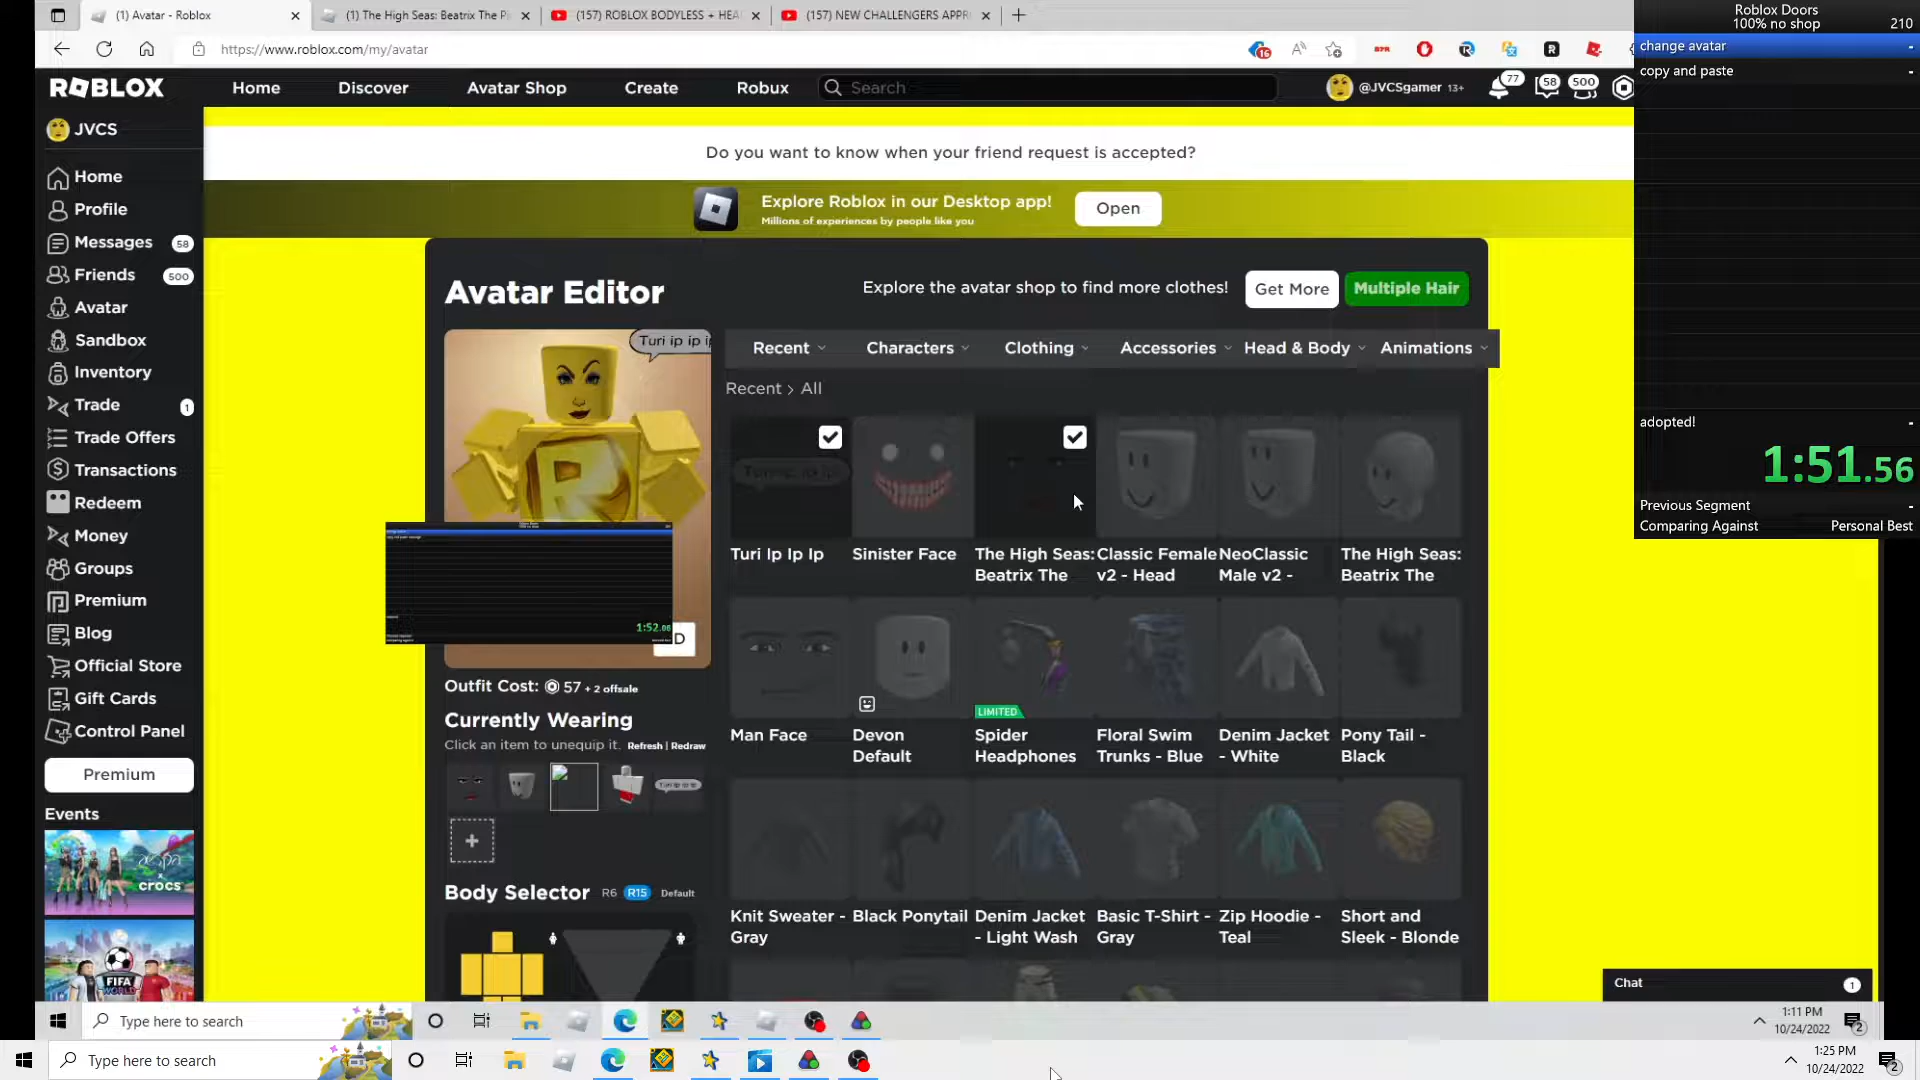 (1) Avatar - Roblox
(1) The High Seas: Beatrix The Pi
(157) ROBLOX BODYLESS + HEA
(157) NEW CHALLENGERS APPR
https://www.roblox.com/my/avatar
16
Roblox Doors
100% no shop
210
change avatar
copy and paste
ROBLOX
Home
Discover
Avatar Shop
Create
Robux
Search
@JVCSgamer 13+
77
58
500
JVCS
Do you want to know when your friend request is accepted?
Explore Roblox in our Desktop app!
Millions of experiences by people like you
Open
Home
Profile
Messages
58
Friends
500
Avatar
Sandbox
Inventory
Trade
1
Trade Offers
Transactions
Redeem
Money
Groups
Premium
Blog
Official Store
Gift Cards
Control Panel
Premium
Events
crocs
FIFA
WORLD
Avatar Editor
Explore the avatar shop to find more clothes!
Get More
Multiple Hair
Turi ip ip i
Recent
Characters
Clothing
Accessories
Head & Body
Animations
Recent > All
Turi Ip Ip Ip
Sinister Face
The High Seas: Beatrix The
Classic Female v2 - Head
NeoClassic Male v2 -
The High Seas: Beatrix The
1:52.06
D
Man Face
Devon Default
LIMITED
Spider Headphones
Floral Swim Trunks - Blue
Denim Jacket - White
Pony Tail - Black
Outfit Cost: 57 + 2 offsale
Currently Wearing
Click an item to unequip it. Refresh | Redraw
Turi ip ip ip
Body Selector
R6
R15
Default
Knit Sweater - Gray
Black Ponytail
Denim Jacket - Light Wash
Basic T-Shirt - Gray
Zip Hoodie - Teal
Short and Sleek - Blonde
adopted!
1:51.56
Previous Segment
Comparing Against
Personal Best
Chat
1
Type here to search
1:11 PM
10/24/2022
2
Type here to search
1:25 PM
10/24/2022
2